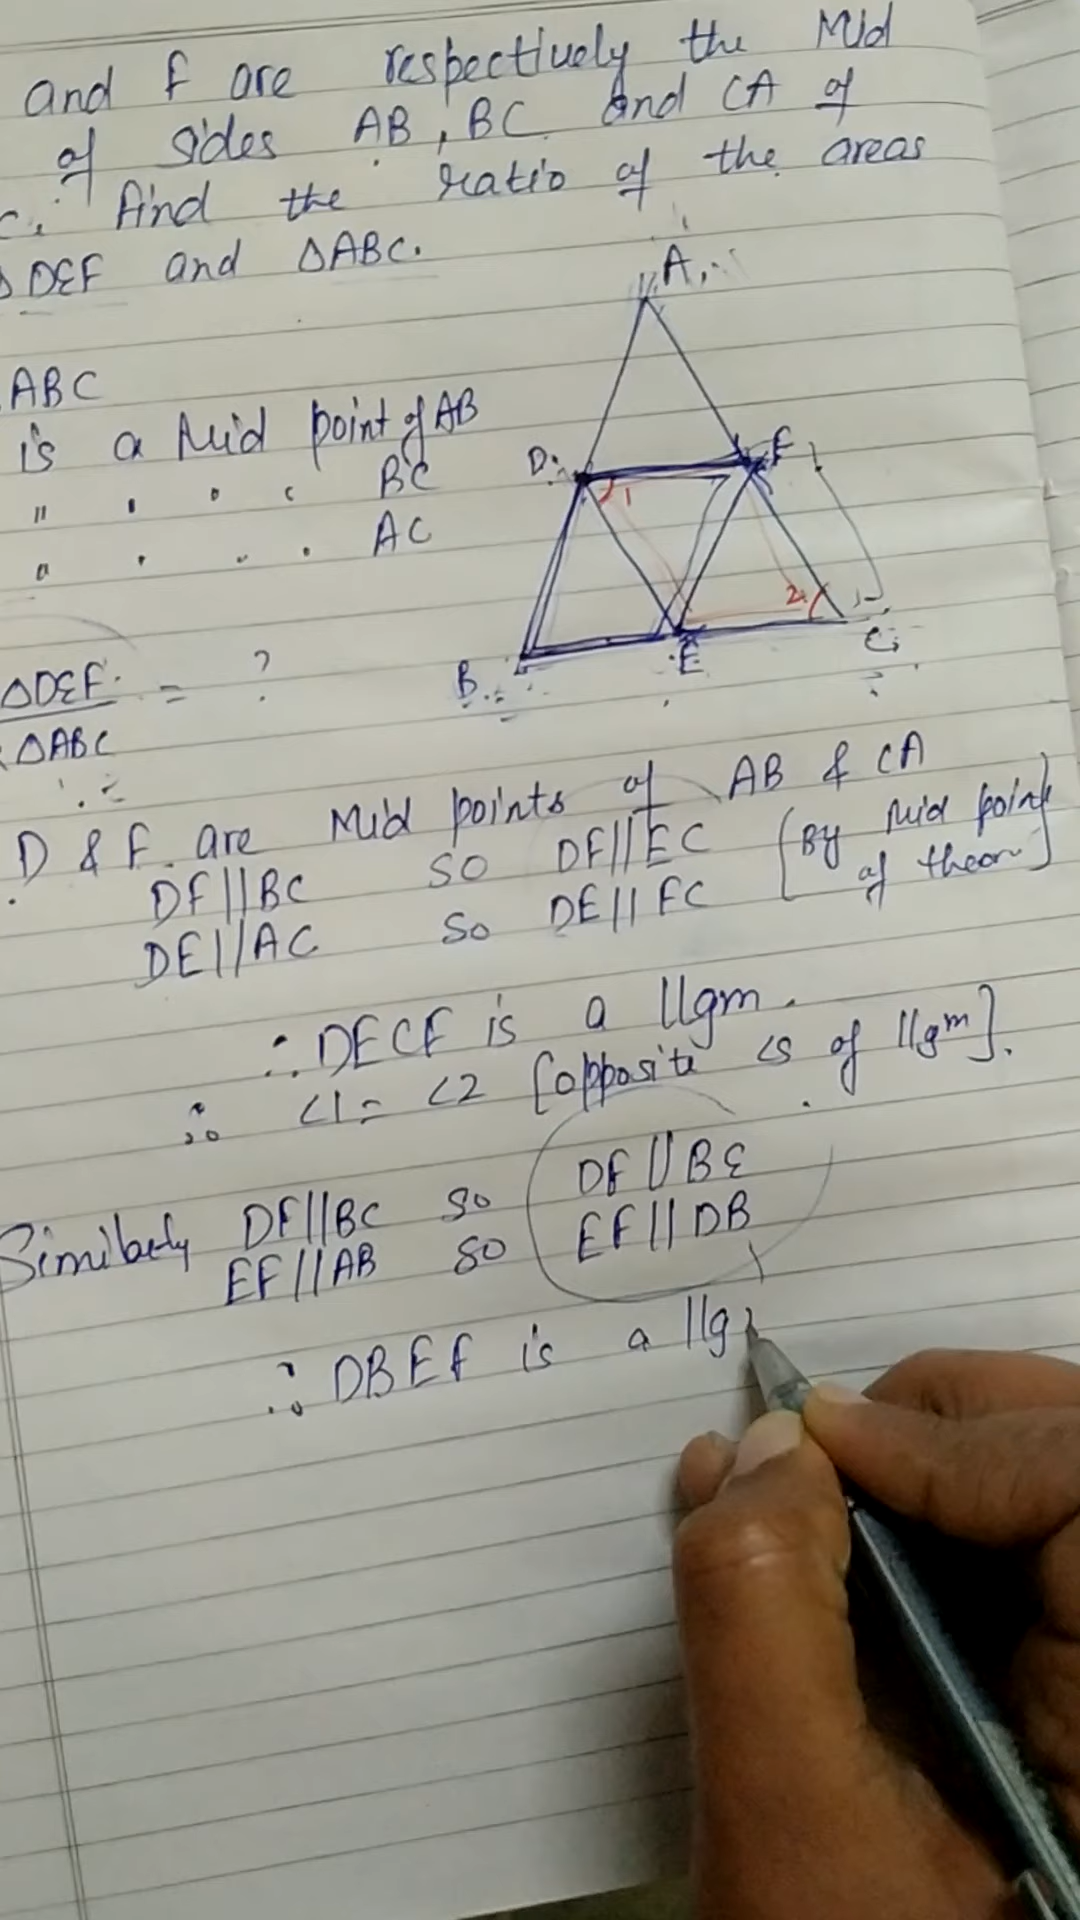 and f are respectively the Mid
of sides AB, BC and CA of
C. find the ratio of the areas
Δ DEF and ΔABC.
A
ABC
is a Mid point of AB
" . . . BC
" . . . AC
D
F
1
2
B
E
C
ΔDEF = ?
ΔABC
D & F are Mid points of AB & CA
DF||BC so DF||EC [By Mid point
DE||AC so DE||FC of theorm]
∴ DECF is a ||gm.
∴ <1 = <2 [opposite <s of ||gm].
Similarly DF||BC so DF||BE
EF||AB so EF||DB
∴ DBEF is a ||g